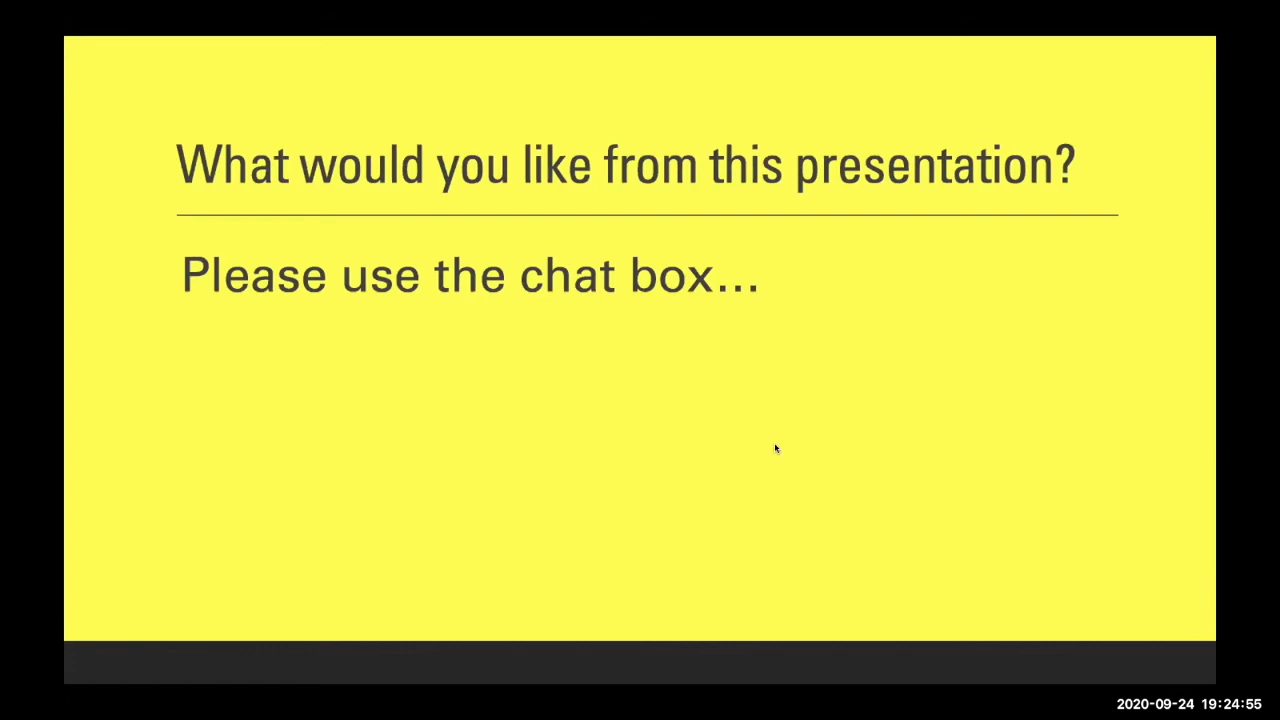 What would you like from this presentation?
Please use the chat box...
2020-09-24 19:24:55